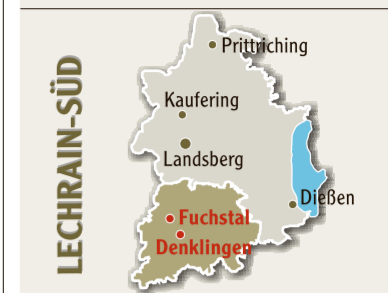 LECHRAIN-SÜD
Prittriching
Kaufering
Landsberg
Dießen
Fuchstal
Denklingen